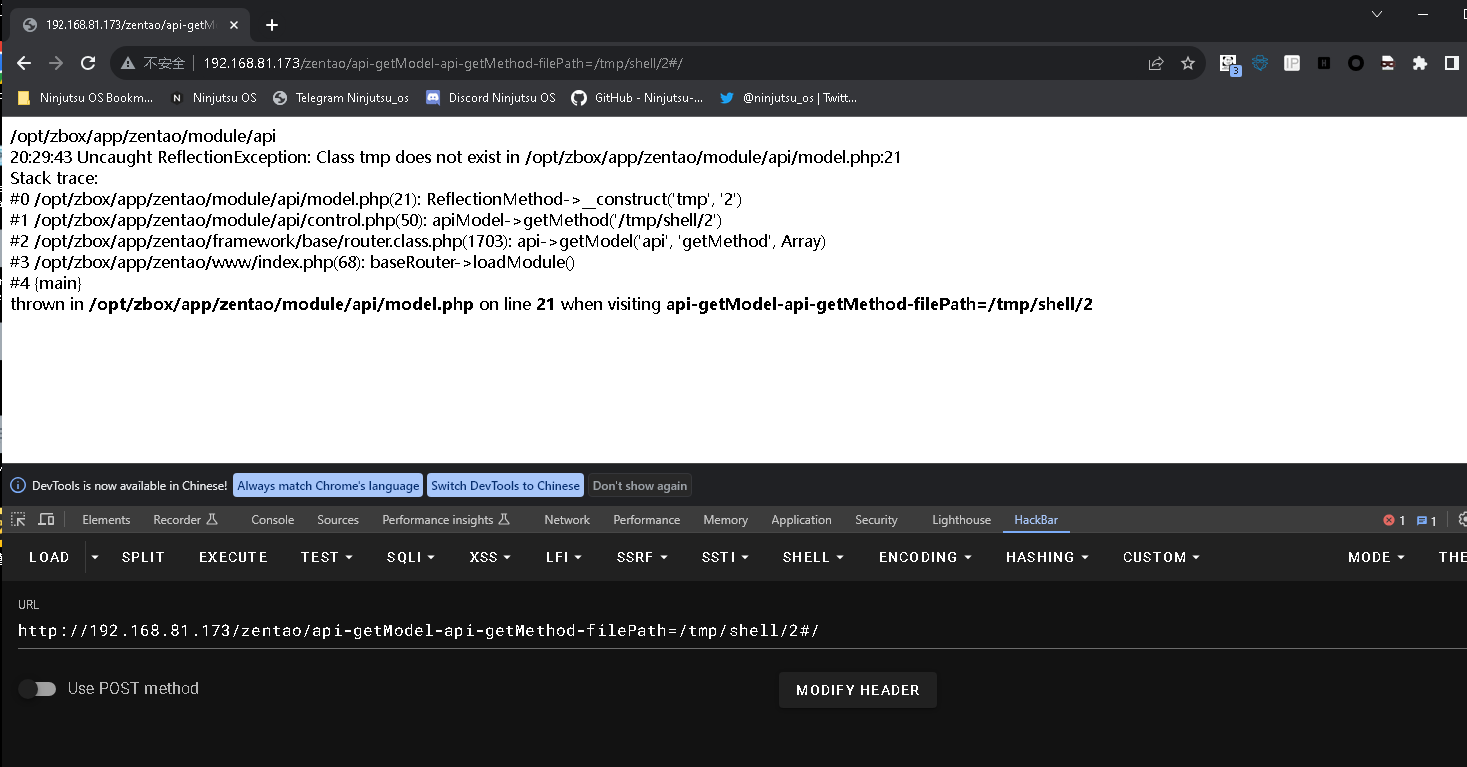 192.168.81.173/zentao/api-getM
不安全 192.168.81.173/zentao/api-getModel-api-getMethod-filePath=/tmp/shell/2#/
3
Ninjutsu OS Bookm... Ninjutsu OS Telegram Ninjutsu_os Discord Ninjutsu OS GitHub - Ninjutsu-... @ninjutsu_os | Twitt...
/opt/zbox/app/zentao/module/api
20:29:43 Uncaught ReflectionException: Class tmp does not exist in /opt/zbox/app/zentao/module/api/model.php:21
Stack trace:
#0 /opt/zbox/app/zentao/module/api/model.php(21): ReflectionMethod->__construct('tmp', '2')
#1 /opt/zbox/app/zentao/module/api/control.php(50): apiModel->getMethod('/tmp/shell/2')
#2 /opt/zbox/app/zentao/framework/base/router.class.php(1703): api->getModel('api', 'getMethod', Array)
#3 /opt/zbox/app/zentao/www/index.php(68): baseRouter->loadModule()
#4 {main}
thrown in /opt/zbox/app/zentao/module/api/model.php on line 21 when visiting api-getModel-api-getMethod-filePath=/tmp/shell/2
DevTools is now available in Chinese! Always match Chrome's language Switch DevTools to Chinese Don't show again
Elements Recorder Console Sources Performance insights Network Performance Memory Application Security Lighthouse HackBar 1 1
LOAD SPLIT EXECUTE TEST SQLI XSS LFI SSRF SSTI SHELL ENCODING HASHING CUSTOM MODE THE
URL
http://192.168.81.173/zentao/api-getModel-api-getMethod-filePath=/tmp/shell/2#/
Use POST method MODIFY HEADER